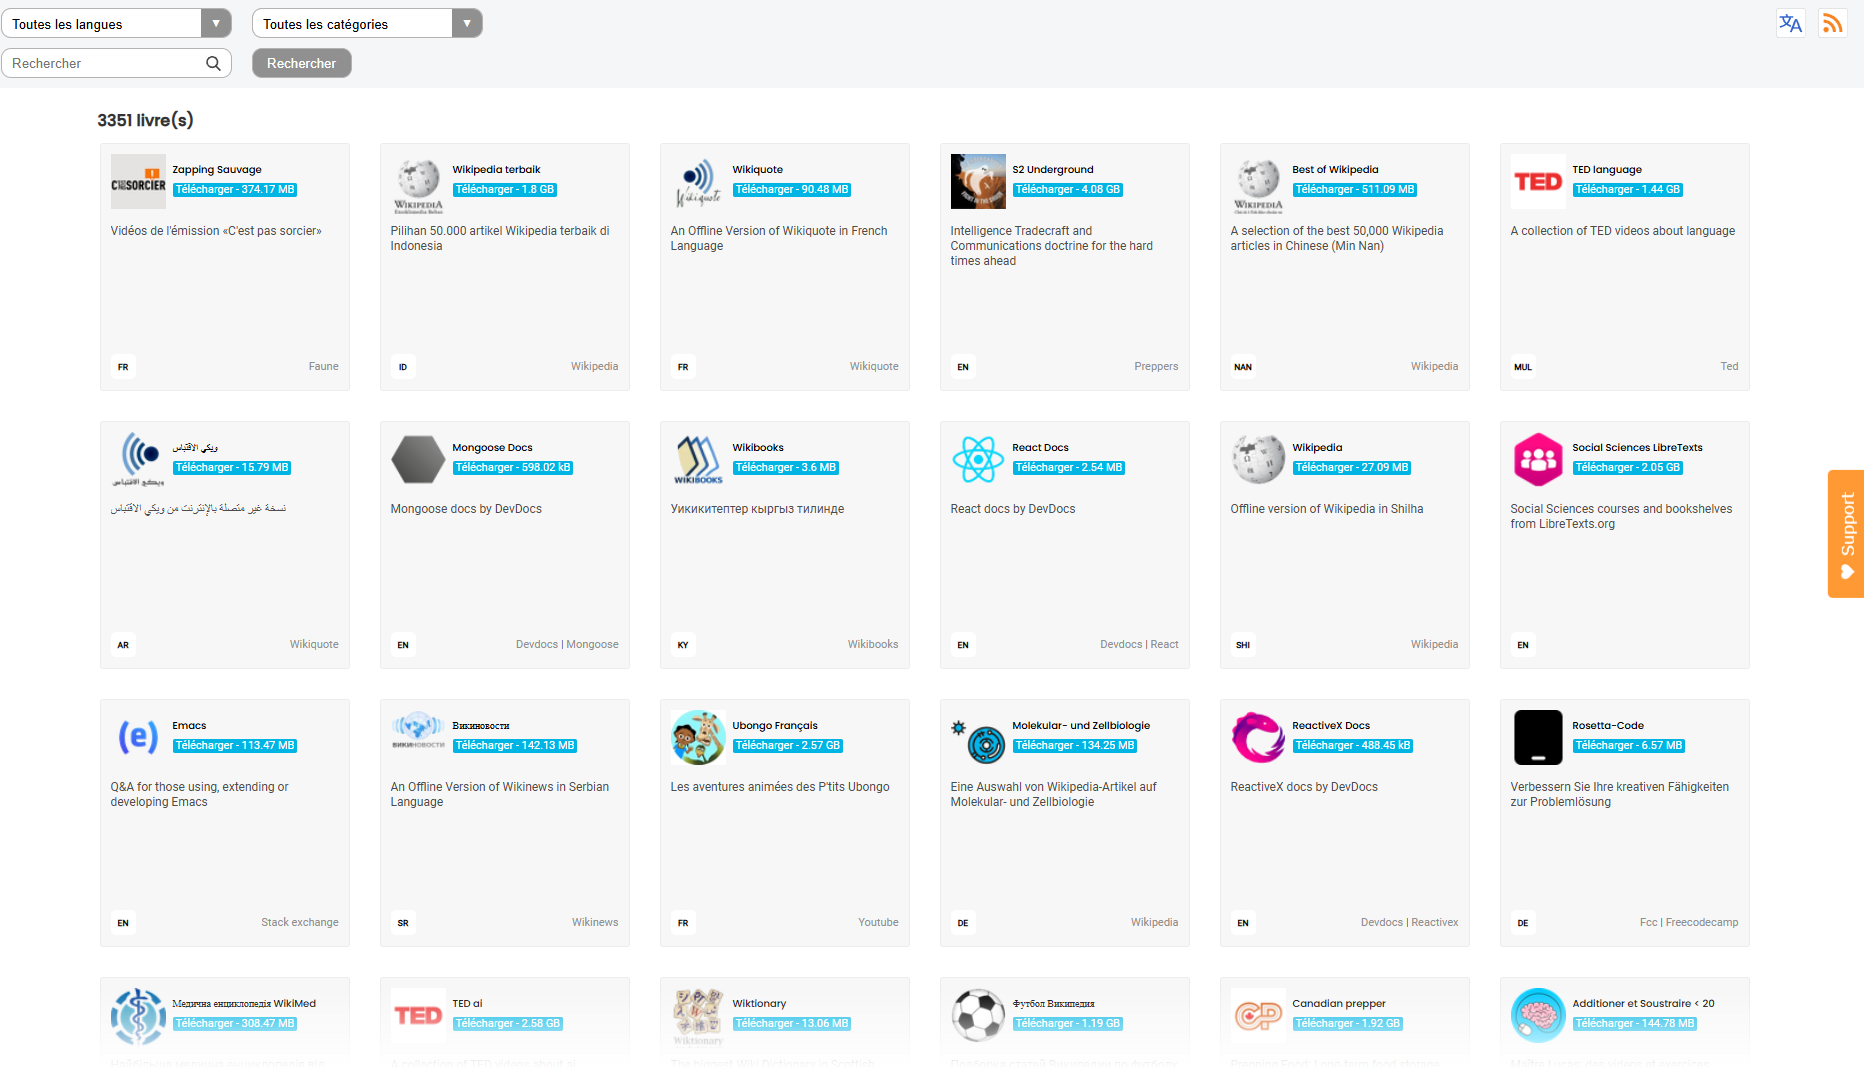 Toutes les langues
Toutes les catégories
Rechercher
Rechercher
3351 livre(s)
Zapping Sauvage
Télécharger - 374.17 MB
Vidéos de l'émission «C'est pas sorcier»
FR
Faune
WIKIPEDIA
Wikipedia terbaik
Télécharger - 1.8 GB
Pilihan 50.000 artikel Wikipedia terbaik di
Indonesia
ID
Wikipedia
Wikiquote
Wikiquote
Télécharger - 90.48 MB
An Offline Version of Wikiquote in French
Language
FR
Wikiquote
S2 Underground
Télécharger - 4.08 GB
Intelligence Tradecraft and
Communications doctrine for the hard
times ahead
EN
Preppers
WIKIPEDIA
Best of Wikipedia
Télécharger - 511.09 MB
A selection of the best 50,000 Wikipedia
articles in Chinese (Min Nan)
NAN
Wikipedia
TED
TED language
Télécharger - 1.44 GB
A collection of TED videos about language
MUL
Ted
ويكي الاقتباس
Télécharger - 15.79 MB
نسخة غير متصلة بالإنترنت من ويكي الاقتباس
AR
Wikiquote
Mongoose Docs
Télécharger - 598.02 kB
Mongoose docs by DevDocs
EN
Devdocs | Mongoose
WIKIBOOKS
Wikibooks
Télécharger - 3.6 MB
Уикикитептер кыргыз тилинде
KY
Wikibooks
React Docs
Télécharger - 2.54 MB
React docs by DevDocs
EN
Devdocs | React
Wikipedia
Télécharger - 27.09 MB
Offline version of Wikipedia in Shilha
SHI
Wikipedia
Social Sciences LibreTexts
Télécharger - 2.05 GB
Social Sciences courses and bookshelves
from LibreTexts.org
EN
Support
(e)
Emacs
Télécharger - 113.47 MB
Q&A for those using, extending or
developing Emacs
EN
Stack exchange
ВИКИНОВОСТИ
Викиновости
Télécharger - 142.13 MB
An Offline Version of Wikinews in Serbian
Language
SR
Wikinews
Ubongo Français
Télécharger - 2.57 GB
Les aventures animées des P'tits Ubongo
FR
Youtube
Molekular- und Zellbiologie
Télécharger - 134.25 MB
Eine Auswahl von Wikipedia-Artikel auf
Molekular- und Zellbiologie
DE
Wikipedia
ReactiveX Docs
Télécharger - 488.45 kB
ReactiveX docs by DevDocs
EN
Devdocs | Reactivex
Rosetta-Code
Télécharger - 6.57 MB
Verbessern Sie Ihre kreativen Fähigkeiten
zur Problemlösung
DE
Fcc | Freecodecamp
Медична енциклопедія WikiMed
Télécharger - 308.47 MB
TED
TED ai
Télécharger - 2.58 GB
A collection of TED videos about ai
Wiktionary
Wiktionary
Télécharger - 13.06 MB
Футбол Википедия
Télécharger - 1.19 GB
CP
Canadian prepper
Télécharger - 1.92 GB
Additioner et Soustraire < 20
Télécharger - 144.78 MB